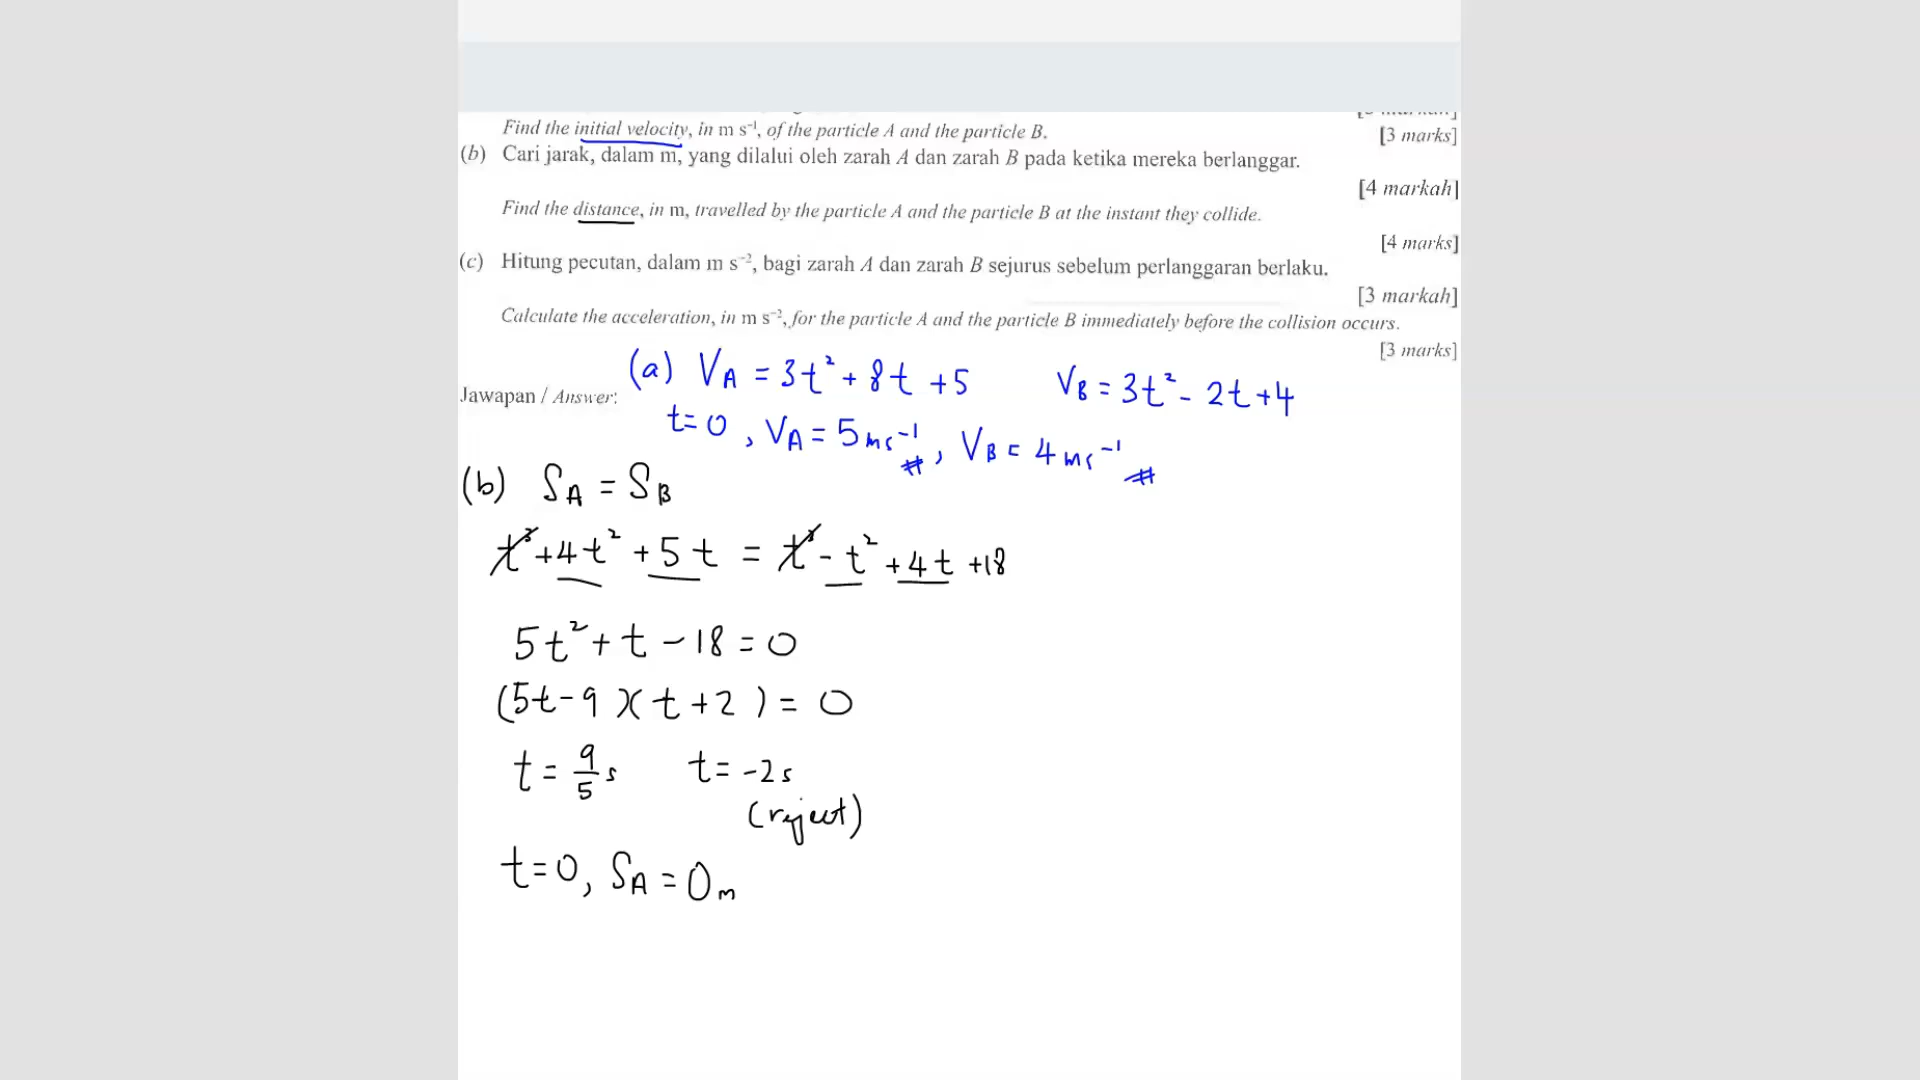 Find the initial velocity, in m s⁻¹, of the particle A and the particle B.
[3 marks]
(b) Cari jarak, dalam m, yang dilalui oleh zarah A dan zarah B pada ketika mereka berlanggar.
[4 markah]
Find the distance, in m, travelled by the particle A and the particle B at the instant they collide.
[4 marks]
(c) Hitung pecutan, dalam m s⁻², bagi zarah A dan zarah B sejurus sebelum perlanggaran berlaku.
[3 markah]
Calculate the acceleration, in m s⁻², for the particle A and the particle B immediately before the collision occurs.
[3 marks]
(a) V_A = 3t² + 8t + 5 V_B = 3t² - 2t + 4
Jawapan / Answer:
t = 0, V_A = 5 ms⁻¹ #, V_B = 4 ms⁻¹ #
(b) S_A = S_B
t³ + 4t² + 5t = t³ - t² + 4t + 18
5t² + t - 18 = 0
(5t - 9)(t + 2) = 0
t = 9/5 s t = -2s
(reject)
t = 0, S_A = 0m